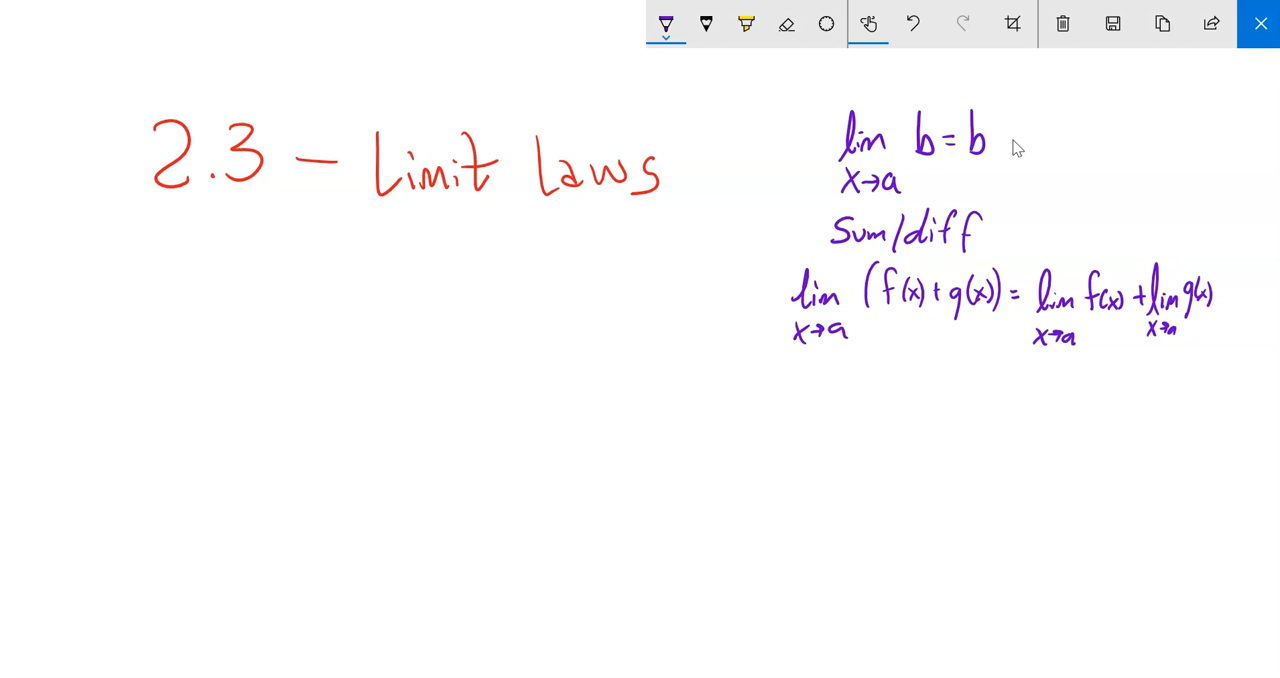 2.3 - Limit Laws
lim b = b
x→a
Sum/diff
lim (f(x) + g(x)) = lim f(x) + lim g(x)
x→a x→a x→a